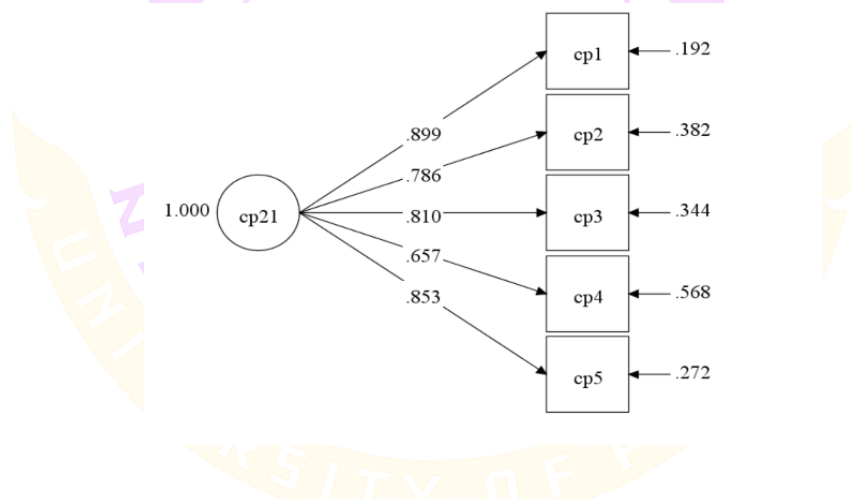 cp1
.192
.899
cp2
.382
.786
1.000
cp21
.810
cp3
.344
.657
cp4
.568
.853
cp5
.272